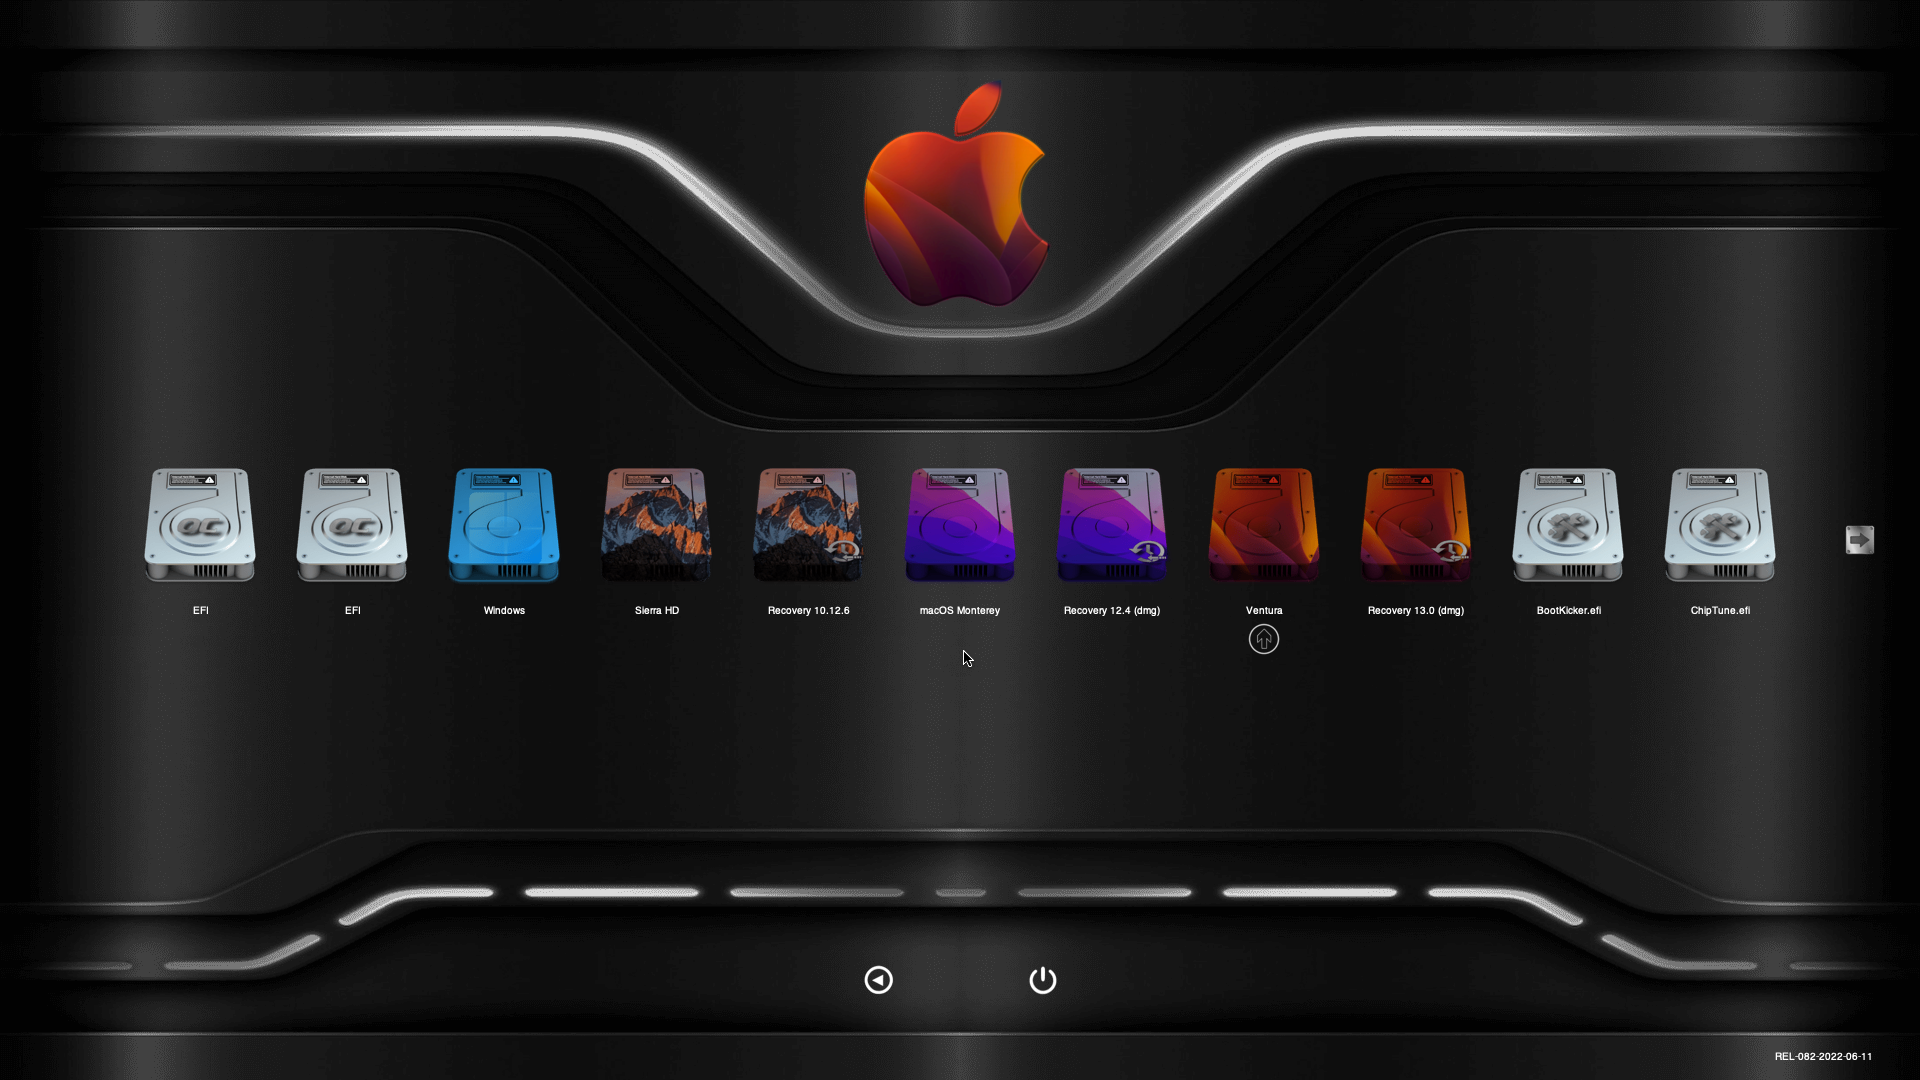 EFI
EFI
Windows
Sierra HD
Recovery 10.12.6
macOS Monterey
Recovery 12.4 (dmg)
Ventura
Recovery 13.0 (dmg)
BootKicker.efi
ChipTune.efi
REL-082-2022-06-11